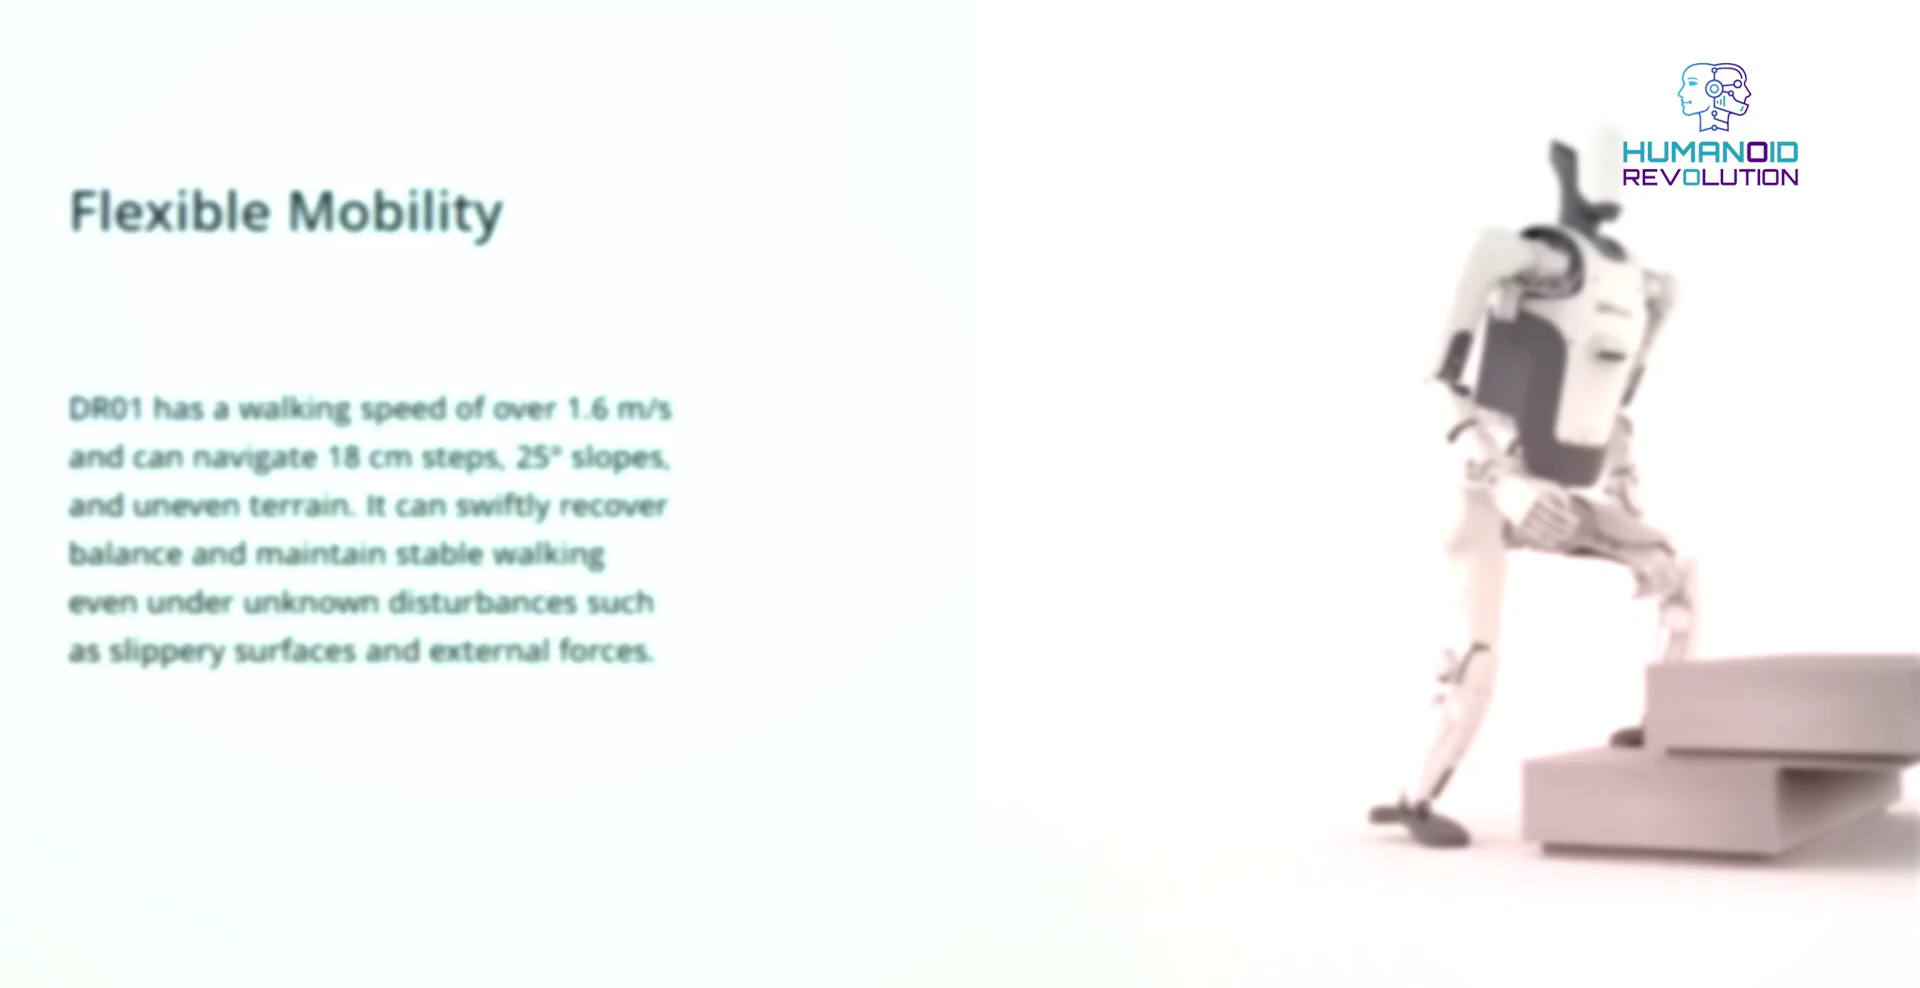 HUMANOID
REVOLUTION
Flexible Mobility
DR01 has a walking speed of over 1.6 m/s
and can navigate 18 cm steps, 25° slopes,
and uneven terrain. It can swiftly recover
balance and maintain stable walking
even under unknown disturbances such
as slippery surfaces and external forces.